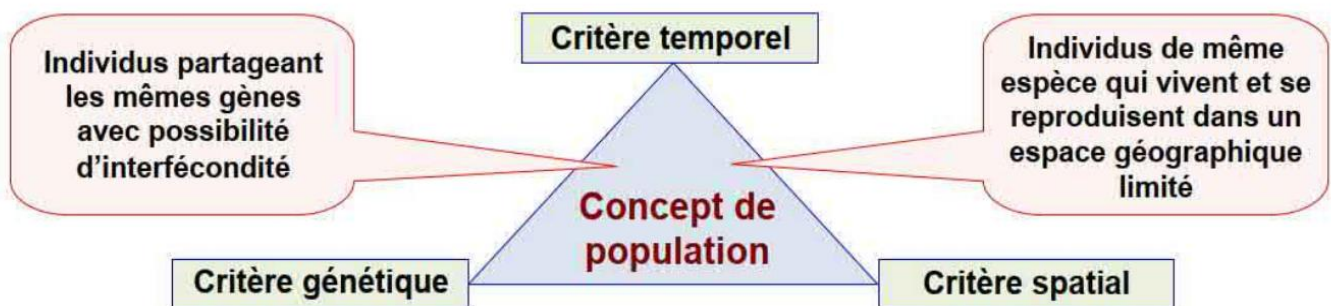 Critère temporel
Individus partageant
les mêmes gènes
avec possibilité
d'interfécondité
Individus de même
espèce qui vivent et se
reproduisent dans un
espace géographique
limité
Concept de
population
Critère génétique
Critère spatial